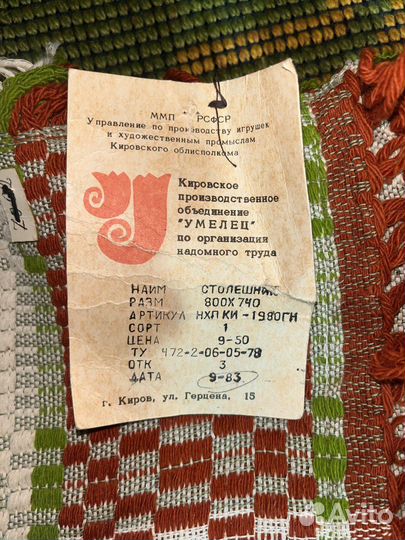 ММП РСФСР
Управление по производству игрушек
и художественным промыслам
Кировского облисполкома
Кировское
производственное
объединение
"УМЕЛЕЦ"
по организации
надомного труда
НАИМ СТОЛЕШНИК
РАЗМ 800X740
АРТИКУЛ НХП КИ-1980ГН
СОРТ 1
ЦЕНА 9-50
ТУ 472-2-06-05-78
ОТК 3
ДАТА 9-83
г. Киров, ул. Герцена, 15
Avito